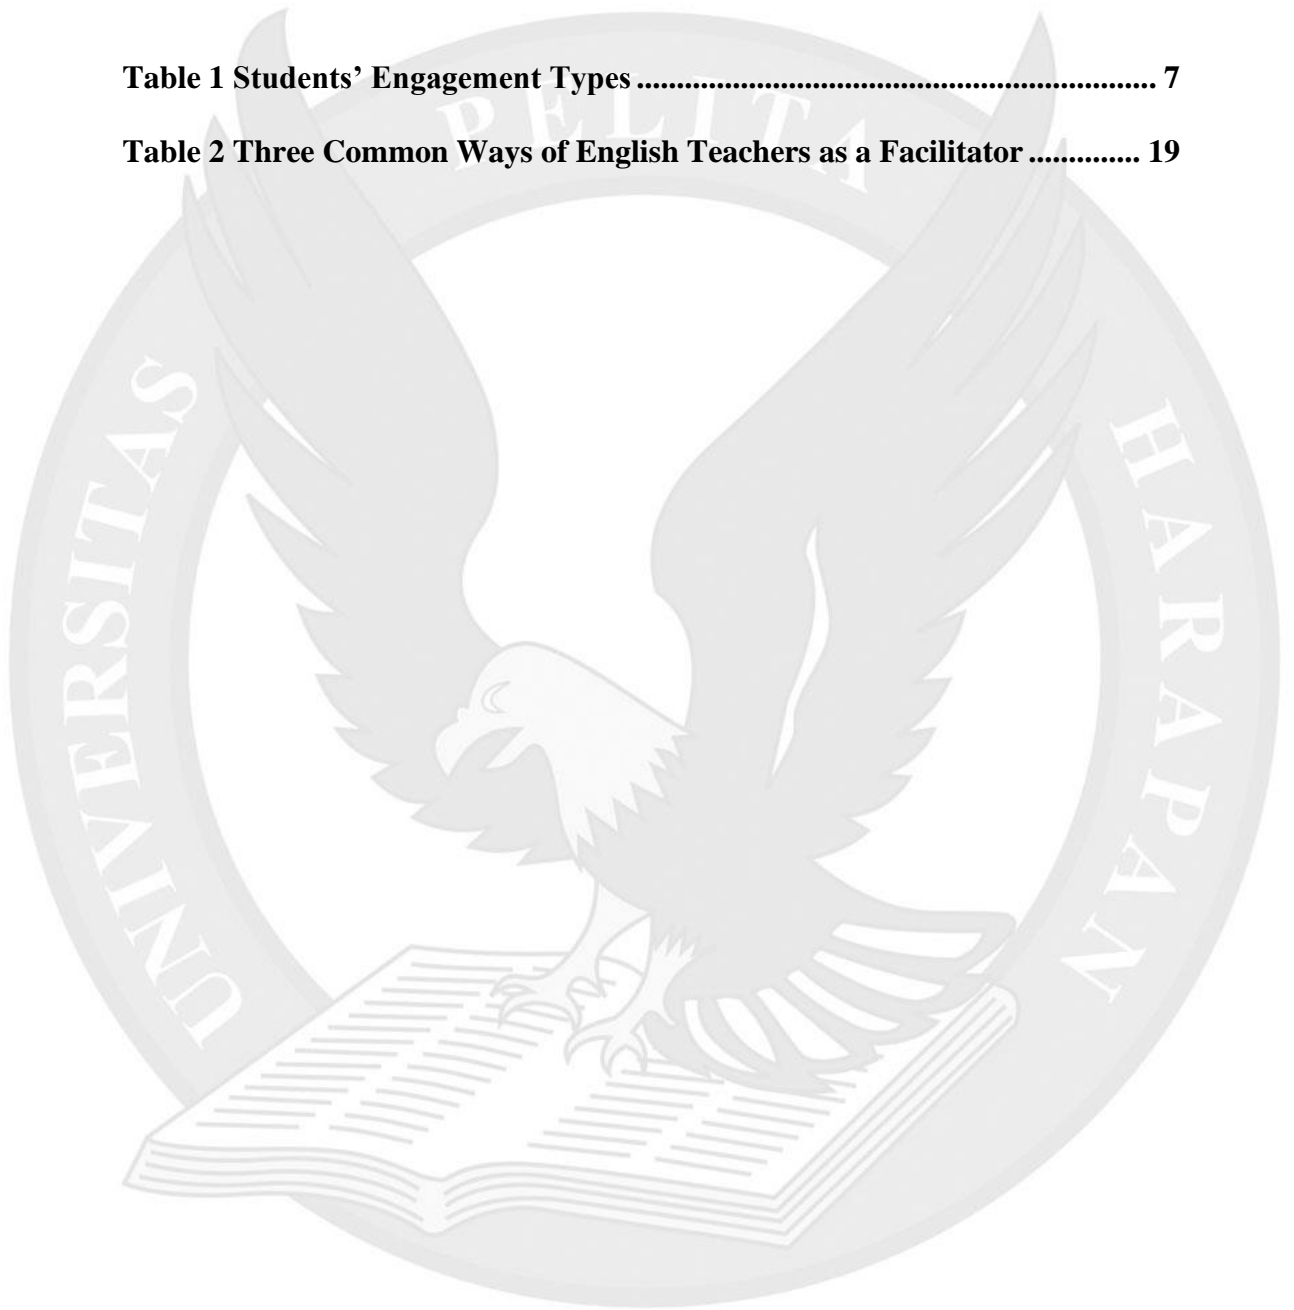 Table 1 Students’ Engagement Types ................................................................. 7
Table 2 Three Common Ways of English Teachers as a Facilitator .............. 19
UNIVERSITAS PELITA HARAPAN